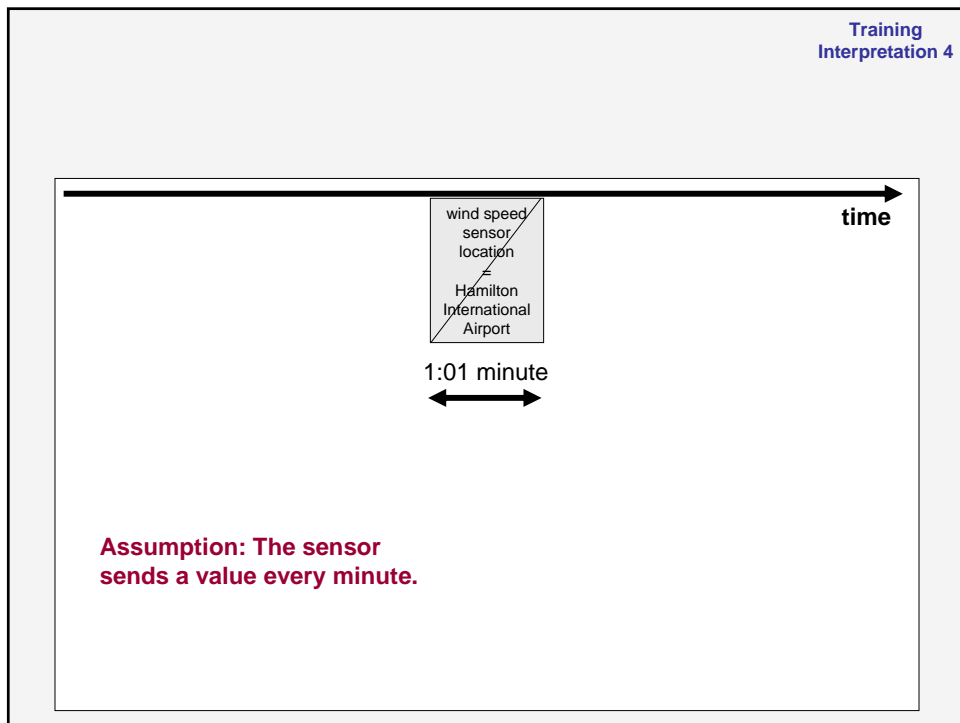 Training
Interpretation 4
time
wind speed
sensor
location
=
Hamilton
International
Airport
1:01 minute
Assumption: The sensor
sends a value every minute.